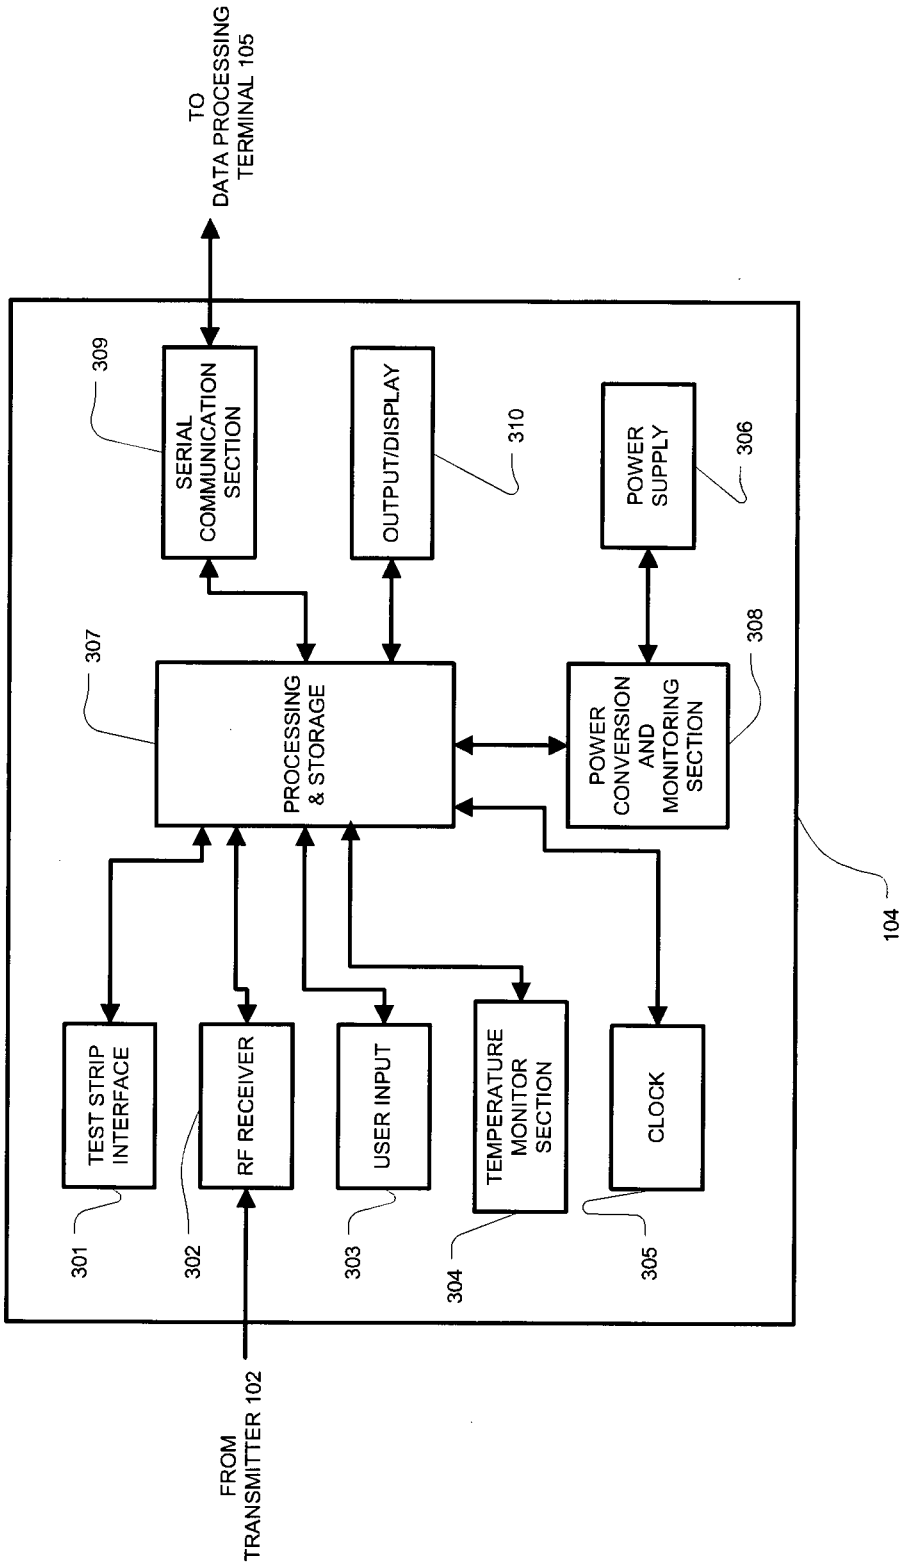 FROM
TRANSMITTER 102
301
TEST STRIP
INTERFACE
302
RF RECEIVER
303
USER INPUT
304
TEMPERATURE
MONITOR
SECTION
305
CLOCK
307
PROCESSING
& STORAGE
POWER
CONVERSION
AND
MONITORING
SECTION
308
309
SERIAL
COMMUNICATION
SECTION
OUTPUT/DISPLAY
310
POWER
SUPPLY
306
TO
DATA PROCESSING
TERMINAL 105
104